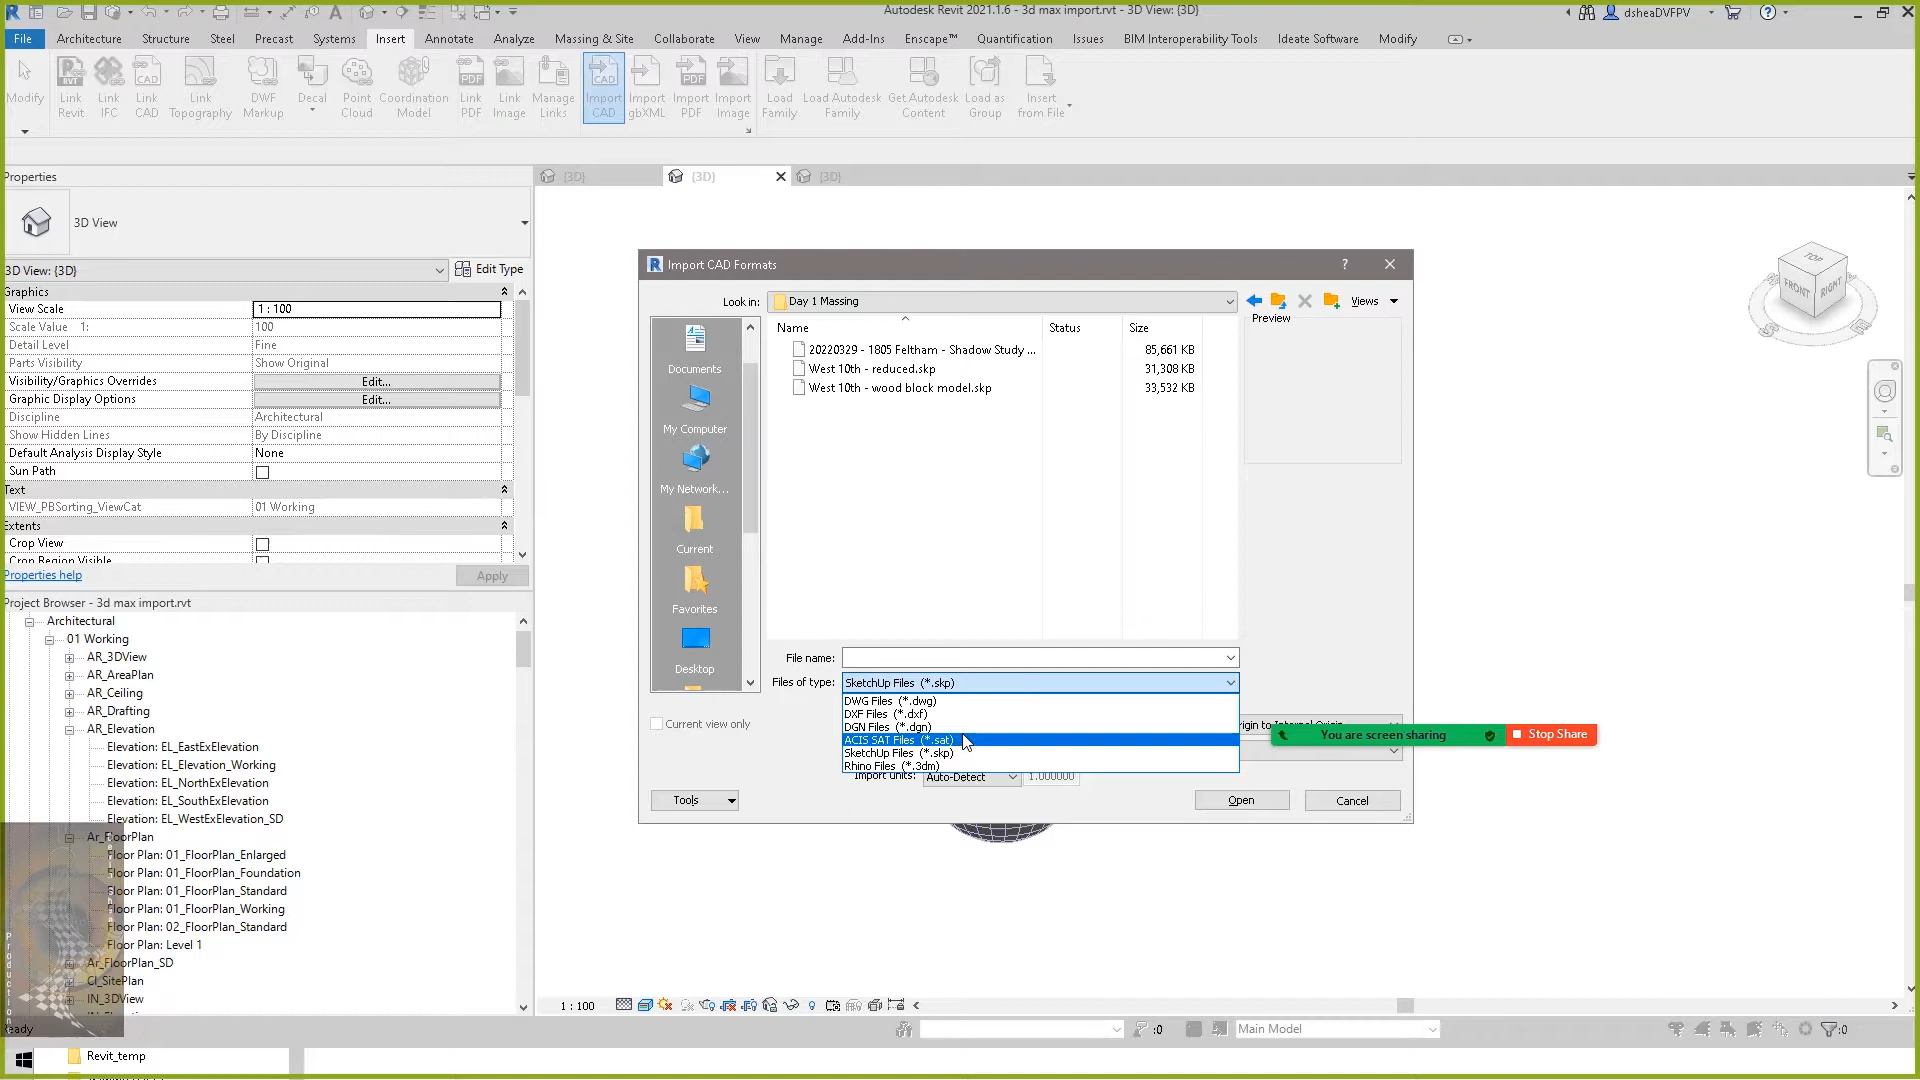 Autodesk Revit 2021.1.6 - 3d max import.rvt - 3D View: {3D}
dsheaDVFPV
File Architecture Structure Steel Precast Systems Insert Annotate Analyze Massing & Site Collaborate View Manage Add-Ins Enscape™ Quantification Issues BIM Interoperability Tools Ideate Software Modify
Modify
Link Revit
Link IFC
Link CAD
Link Topography
DWF Markup
Decal
Point Cloud
Coordination Model
Link PDF
Link Image
Manage Links
Import CAD
Import gbXML
Import PDF
Import Image
Load Family
Load Autodesk Family
Get Autodesk Content
Load as Group
Insert from File
Properties
{3D}
{3D}
{3D}
3D View
3D View: {3D}
Edit Type
Graphics
View Scale 1 : 100
Scale Value 1: 100
Detail Level Fine
Parts Visibility Show Original
Visibility/Graphics Overrides Edit...
Graphic Display Options Edit...
Discipline Architectural
Show Hidden Lines By Discipline
Default Analysis Display Style None
Sun Path
Text
VIEW_PBSorting_ViewCat 01 Working
Extents
Crop View
Crop Region Visible
Properties help
Apply
Project Browser - 3d max import.rvt
Architectural
01 Working
AR_3DView
AR_AreaPlan
AR_Ceiling
AR_Drafting
AR_Elevation
Elevation: EL_EastExElevation
Elevation: EL_Elevation_Working
Elevation: EL_NorthExElevation
Elevation: EL_SouthExElevation
Elevation: EL_WestExElevation_SD
Ar_FloorPlan
Floor Plan: 01_FloorPlan_Enlarged
Floor Plan: 01_FloorPlan_Foundation
Floor Plan: 01_FloorPlan_Standard
Floor Plan: 01_FloorPlan_Working
Floor Plan: 02_FloorPlan_Standard
Floor Plan: Level 1
Ar_FloorPlan_SD
CI_SitePlan
IN_3DView
Ready
Revit_temp
Import CAD Formats
Look in: Day 1 Massing
Views
Name Status Size
Preview
20220329 - 1805 Feltham - Shadow Study ... 85,661 KB
West 10th - reduced.skp 31,308 KB
West 10th - wood block model.skp 33,532 KB
Documents
My Computer
My Network...
Current
Favorites
Desktop
File name:
Files of type: SketchUp Files (*.skp)
DWG Files (*.dwg)
DXF Files (*.dxf)
DGN Files (*.dgn)
ACIS SAT Files (*.sat)
SketchUp Files (*.skp)
Rhino Files (*.3dm)
Current view only
Import units: Auto-Detect 1.000000
Tools
Open
Cancel
You are screen sharing
Stop Share
TOP
FRONT
RIGHT
1 : 100
:0
Main Model
:0